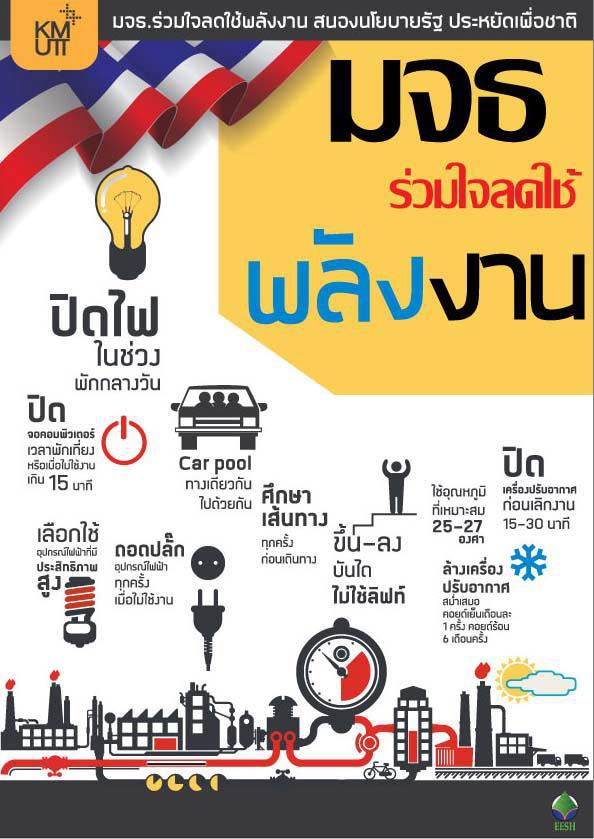 KM
UTT
มจธ.ร่วมใจลดใช้พลังงาน สนองนโยบายรัฐ ประหยัดเพื่อชาติ
มจธ
ร่วมใจลดใช้
พลังงาน
ปิดไฟ
ในช่วง
พักกลางวัน
ปิด
จอคอมพิวเตอร์
เวลาพักเที่ยง
หรือเมื่อไม่ใช้งาน
เกิน 15 นาที
Car pool
ทางเดียวกัน
ไปด้วยกัน
ศึกษา
เส้นทาง
ทุกครั้ง
ก่อนเดินทาง
ขึ้น-ลง
บันได
ไม่ใช้ลิฟท์
ใช้อุณหภูมิ
ที่เหมาะสม
25-27
องศา
ปิด
เครื่องปรับอากาศ
ก่อนเลิกงาน
15-30 นาที
เลือกใช้
อุปกรณ์ไฟฟ้าที่มี
ประสิทธิภาพ
สูง
ถอดปลั๊ก
อุปกรณ์ไฟฟ้า
ทุกครั้ง
เมื่อไม่ใช้งาน
ล้างเครื่อง
ปรับอากาศ
สม่ำเสมอ
คอยด์เย็นเดือนละ
1 ครั้ง คอยด์ร้อน
6 เดือนครั้ง
EESH